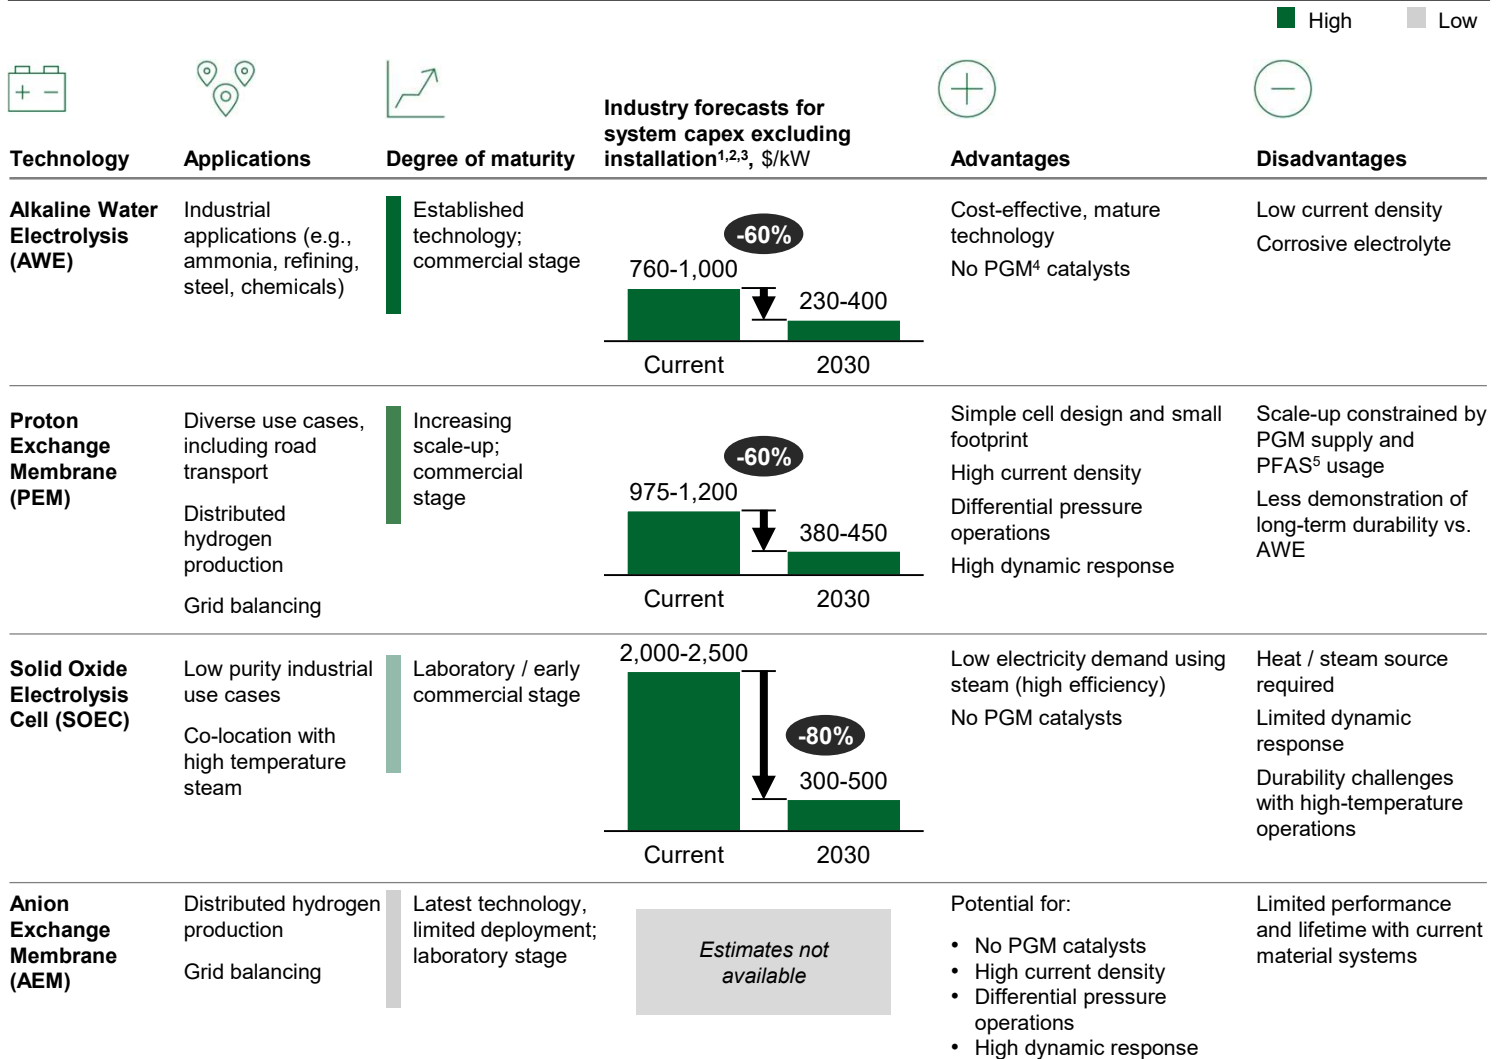 High
Low
Technology
Applications
Degree of maturity
Industry forecasts for
system capex excluding
installation1,2,3, $/kW
Advantages
Disadvantages
Alkaline Water
Electrolysis
(AWE)
Industrial
applications (e.g.,
ammonia, refining,
steel, chemicals)
Established
technology;
commercial stage
-60%
760-1,000
230-400
Current
2030
Cost-effective, mature
technology
No PGM4 catalysts
Low current density
Corrosive electrolyte
Proton
Exchange
Membrane
(PEM)
Diverse use cases,
including road
transport
Distributed
hydrogen
production
Grid balancing
Increasing
scale-up;
commercial
stage
-60%
975-1,200
380-450
Current
2030
Simple cell design and small
footprint
High current density
Differential pressure
operations
High dynamic response
Scale-up constrained by
PGM supply and
PFAS5 usage
Less demonstration of
long-term durability vs.
AWE
Solid Oxide
Electrolysis
Cell (SOEC)
Low purity industrial
use cases
Co-location with
high temperature
steam
Laboratory / early
commercial stage
2,000-2,500
-80%
300-500
Current
2030
Low electricity demand using
steam (high efficiency)
No PGM catalysts
Heat / steam source
required
Limited dynamic
response
Durability challenges
with high-temperature
operations
Anion
Exchange
Membrane
(AEM)
Distributed hydrogen
production
Grid balancing
Latest technology,
limited deployment;
laboratory stage
Estimates not
available
Potential for:
• No PGM catalysts
• High current density
• Differential pressure
operations
• High dynamic response
Limited performance
and lifetime with current
material systems